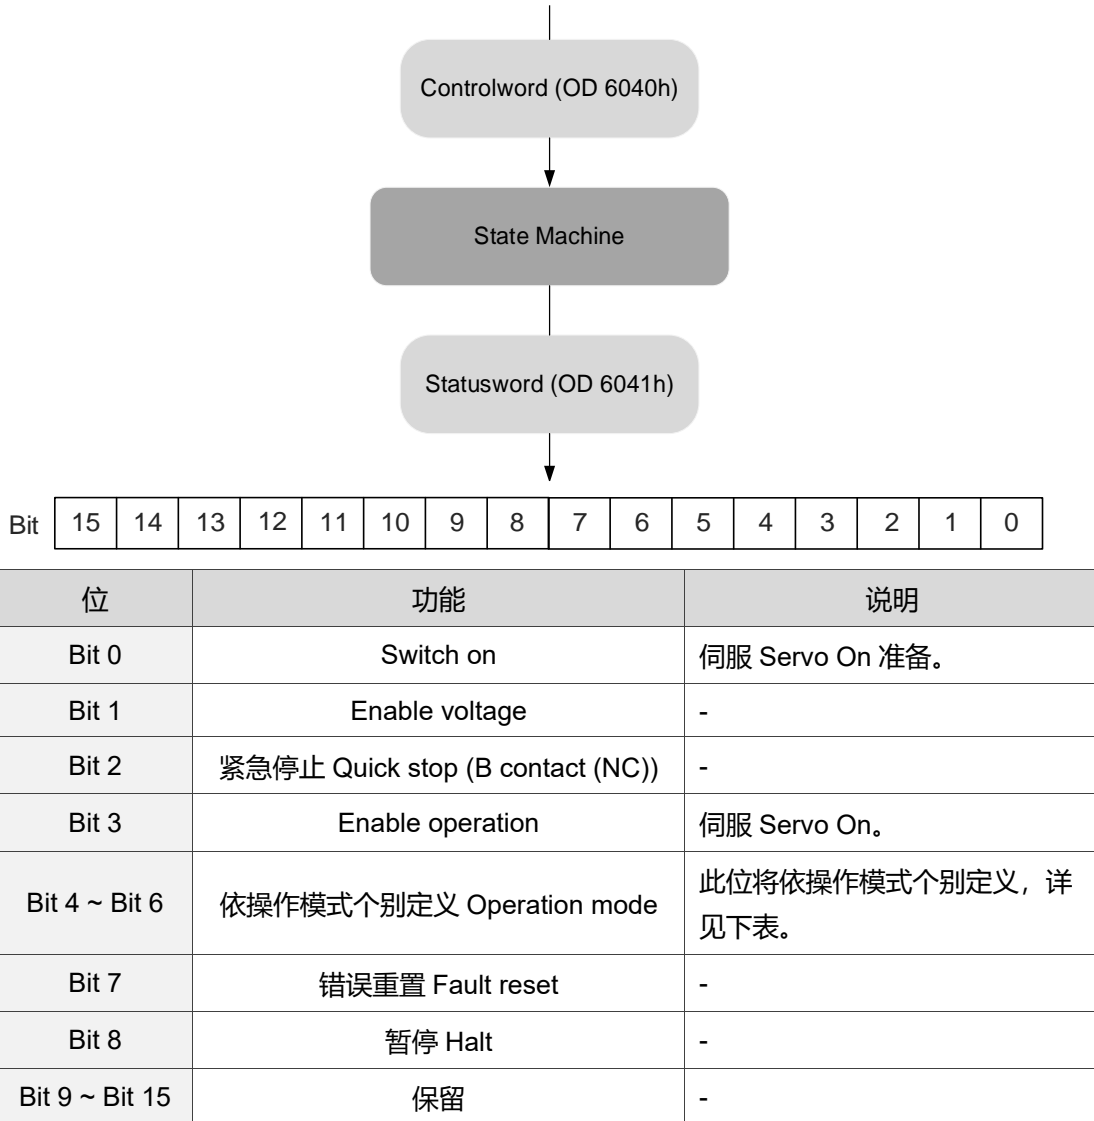 Controlword (OD 6040h)
State Machine
Statusword (OD 6041h)
Bit 15 14 13 12 11 10 9 8 7 6 5 4 3 2 1 0
位 功能 说明
Bit 0 Switch on 伺服 Servo On 准备。
Bit 1 Enable voltage -
Bit 2 紧急停止 Quick stop (B contact (NC)) -
Bit 3 Enable operation 伺服 Servo On。
Bit 4 ~ Bit 6 依操作模式个别定义 Operation mode 此位将依操作模式个别定义，详
见下表。
Bit 7 错误重置 Fault reset -
Bit 8 暂停 Halt -
Bit 9 ~ Bit 15 保留 -